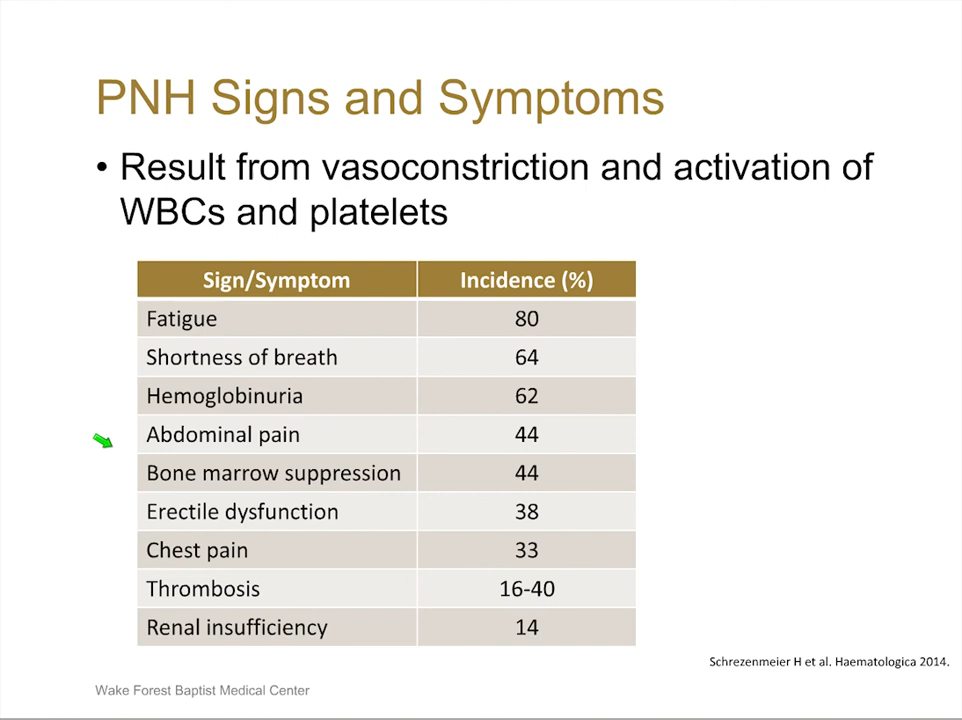 PNH Signs and Symptoms
• Result from vasoconstriction and activation of
WBCs and platelets
Sign/Symptom Incidence (%)
Fatigue 80
Shortness of breath 64
Hemoglobinuria 62
Abdominal pain 44
Bone marrow suppression 44
Erectile dysfunction 38
Chest pain 33
Thrombosis 16-40
Renal insufficiency 14
Schrezenmeier H et al. Haematologica 2014.
Wake Forest Baptist Medical Center